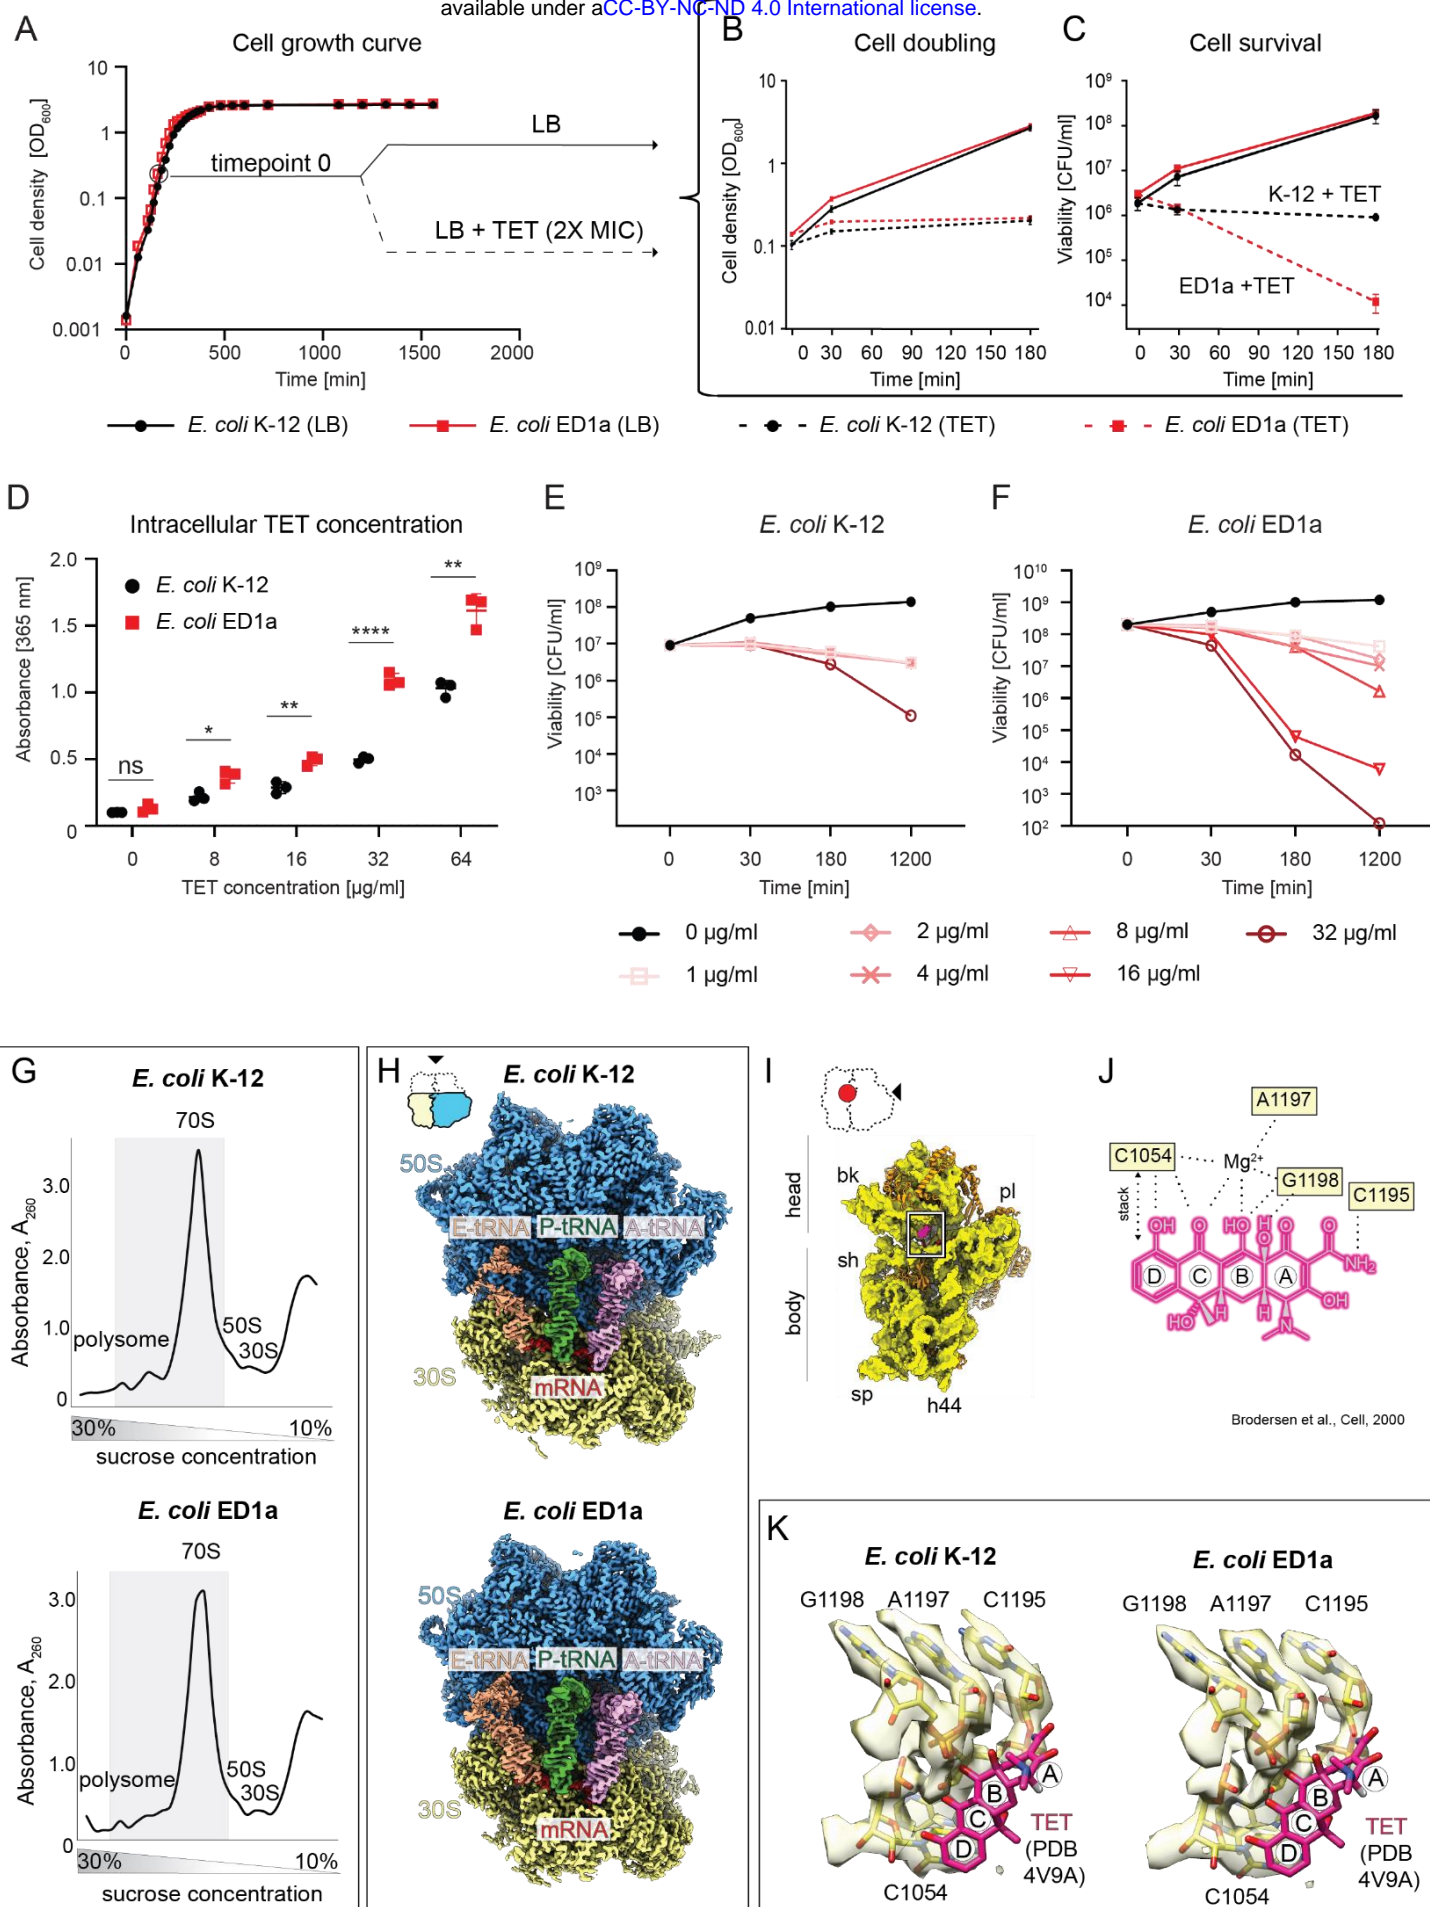 available under aCC-BY-NC-ND 4.0 International license.
A
Cell growth curve
Cell density [OD600]
10
1
0.1
0.01
0.001
0
500
1000
1500
2000
Time [min]
timepoint 0
LB
LB + TET (2X MIC)
B
Cell doubling
Cell density [OD600]
10
1
0.1
0.01
0 30 60 90 120 150 180
Time [min]
C
Cell survival
Viability [CFU/ml]
10⁹
10⁸
10⁷
10⁶
10⁵
10⁴
K-12 + TET
ED1a +TET
0 30 60 90 120 150 180
Time [min]
E. coli K-12 (LB)
E. coli ED1a (LB)
E. coli K-12 (TET)
E. coli ED1a (TET)
D
Intracellular TET concentration
Absorbance [365 nm]
2.0
1.5
1.0
0.5
0
E. coli K-12
E. coli ED1a
ns
*
**
****
**
0 8 16 32 64
TET concentration [µg/ml]
E
E. coli K-12
Viability [CFU/ml]
10⁹
10⁸
10⁷
10⁶
10⁵
10⁴
10³
0 30 180 1200
Time [min]
F
E. coli ED1a
Viability [CFU/ml]
10¹⁰
10⁹
10⁸
10⁷
10⁶
10⁵
10⁴
10³
10²
0 30 180 1200
Time [min]
0 µg/ml
2 µg/ml
8 µg/ml
32 µg/ml
1 µg/ml
4 µg/ml
16 µg/ml
G
E. coli K-12
70S
Absorbance, A260
3.0
2.0
1.0
0
polysome
50S
30S
30%
10%
sucrose concentration
E. coli ED1a
70S
Absorbance, A260
3.0
2.0
1.0
0
polysome
50S
30S
30%
10%
sucrose concentration
H
E. coli K-12
50S
E-tRNA
P-tRNA
A-tRNA
30S
mRNA
E. coli ED1a
50S
E-tRNA
P-tRNA
A-tRNA
30S
mRNA
I
head
body
bk
pl
sh
sp
h44
J
A1197
C1054
Mg²⁺
G1198
C1195
stack
OH
O
HO
H
OH
O
O
NH₂
D
C
B
A
OH
HO
H
H
N
Brodersen et al., Cell, 2000
K
E. coli K-12
G1198
A1197
C1195
A
B
C
D
TET
(PDB
4V9A)
C1054
E. coli ED1a
G1198
A1197
C1195
A
B
C
D
TET
(PDB
4V9A)
C1054